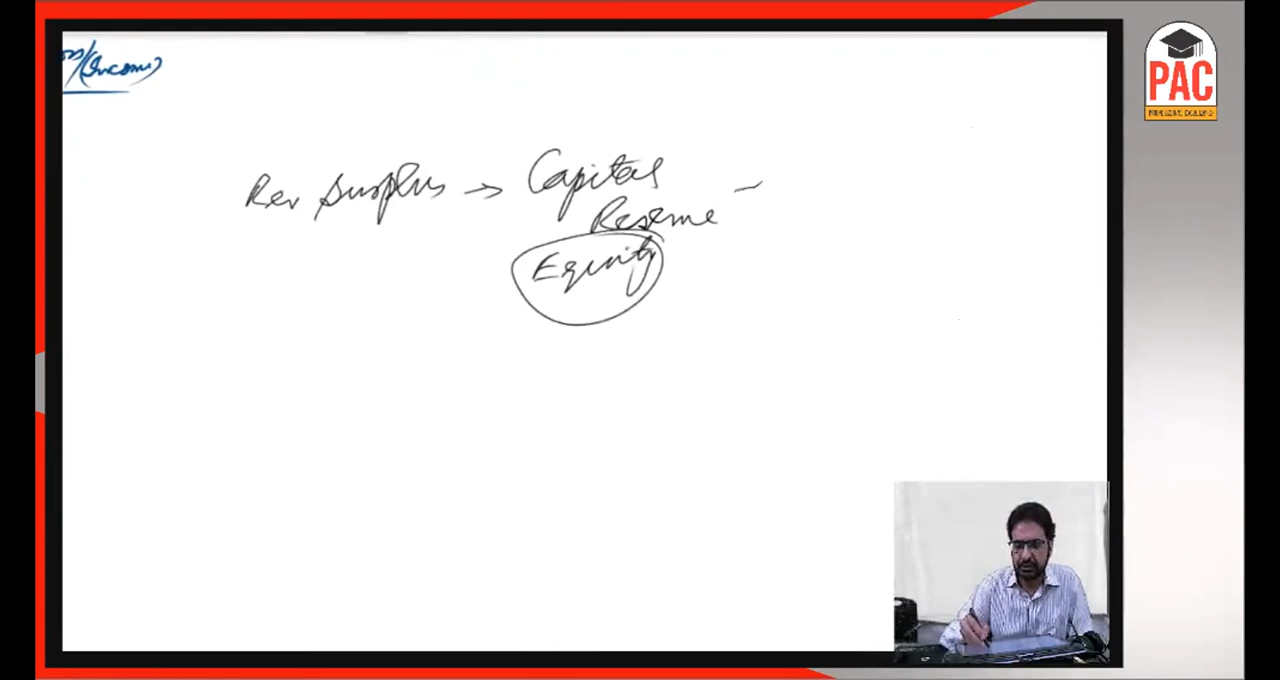 (Income)
PAC
Rev Surplus → Capital
Reserve
Equity